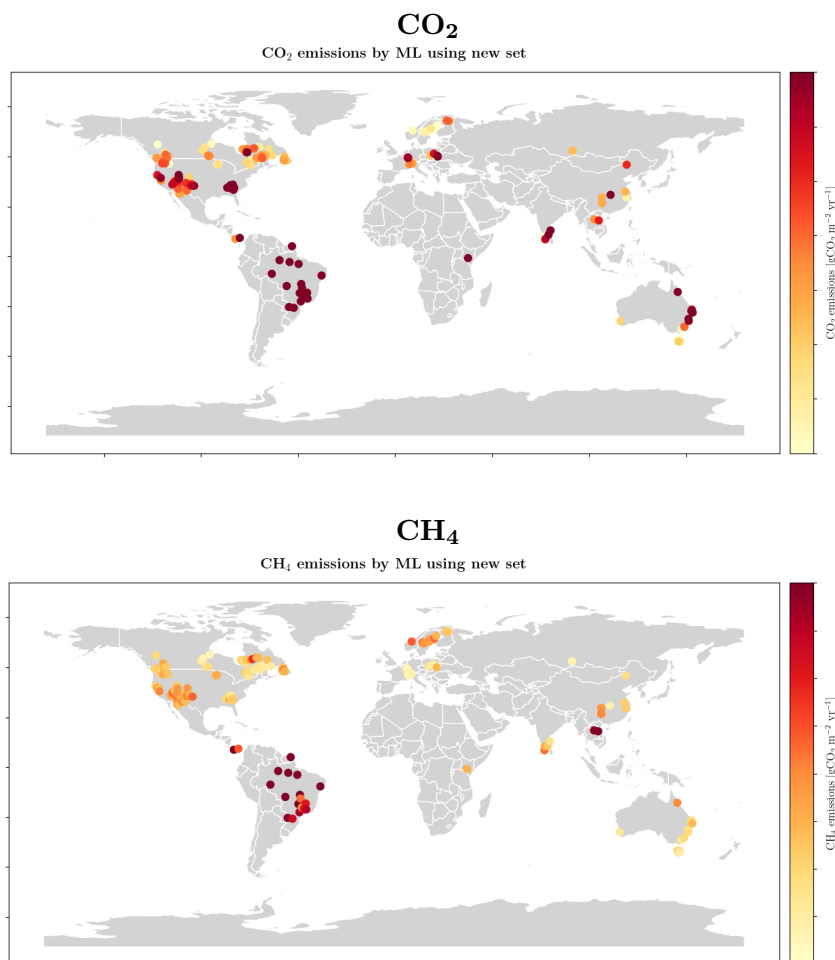 CO₂
CO₂ emissions by ML using new set
CO₂ emissions [gCO₂ m⁻² yr⁻¹]
CH₄
CH₄ emissions by ML using new set
CH₄ emissions [gCO₂ m⁻² yr⁻¹]